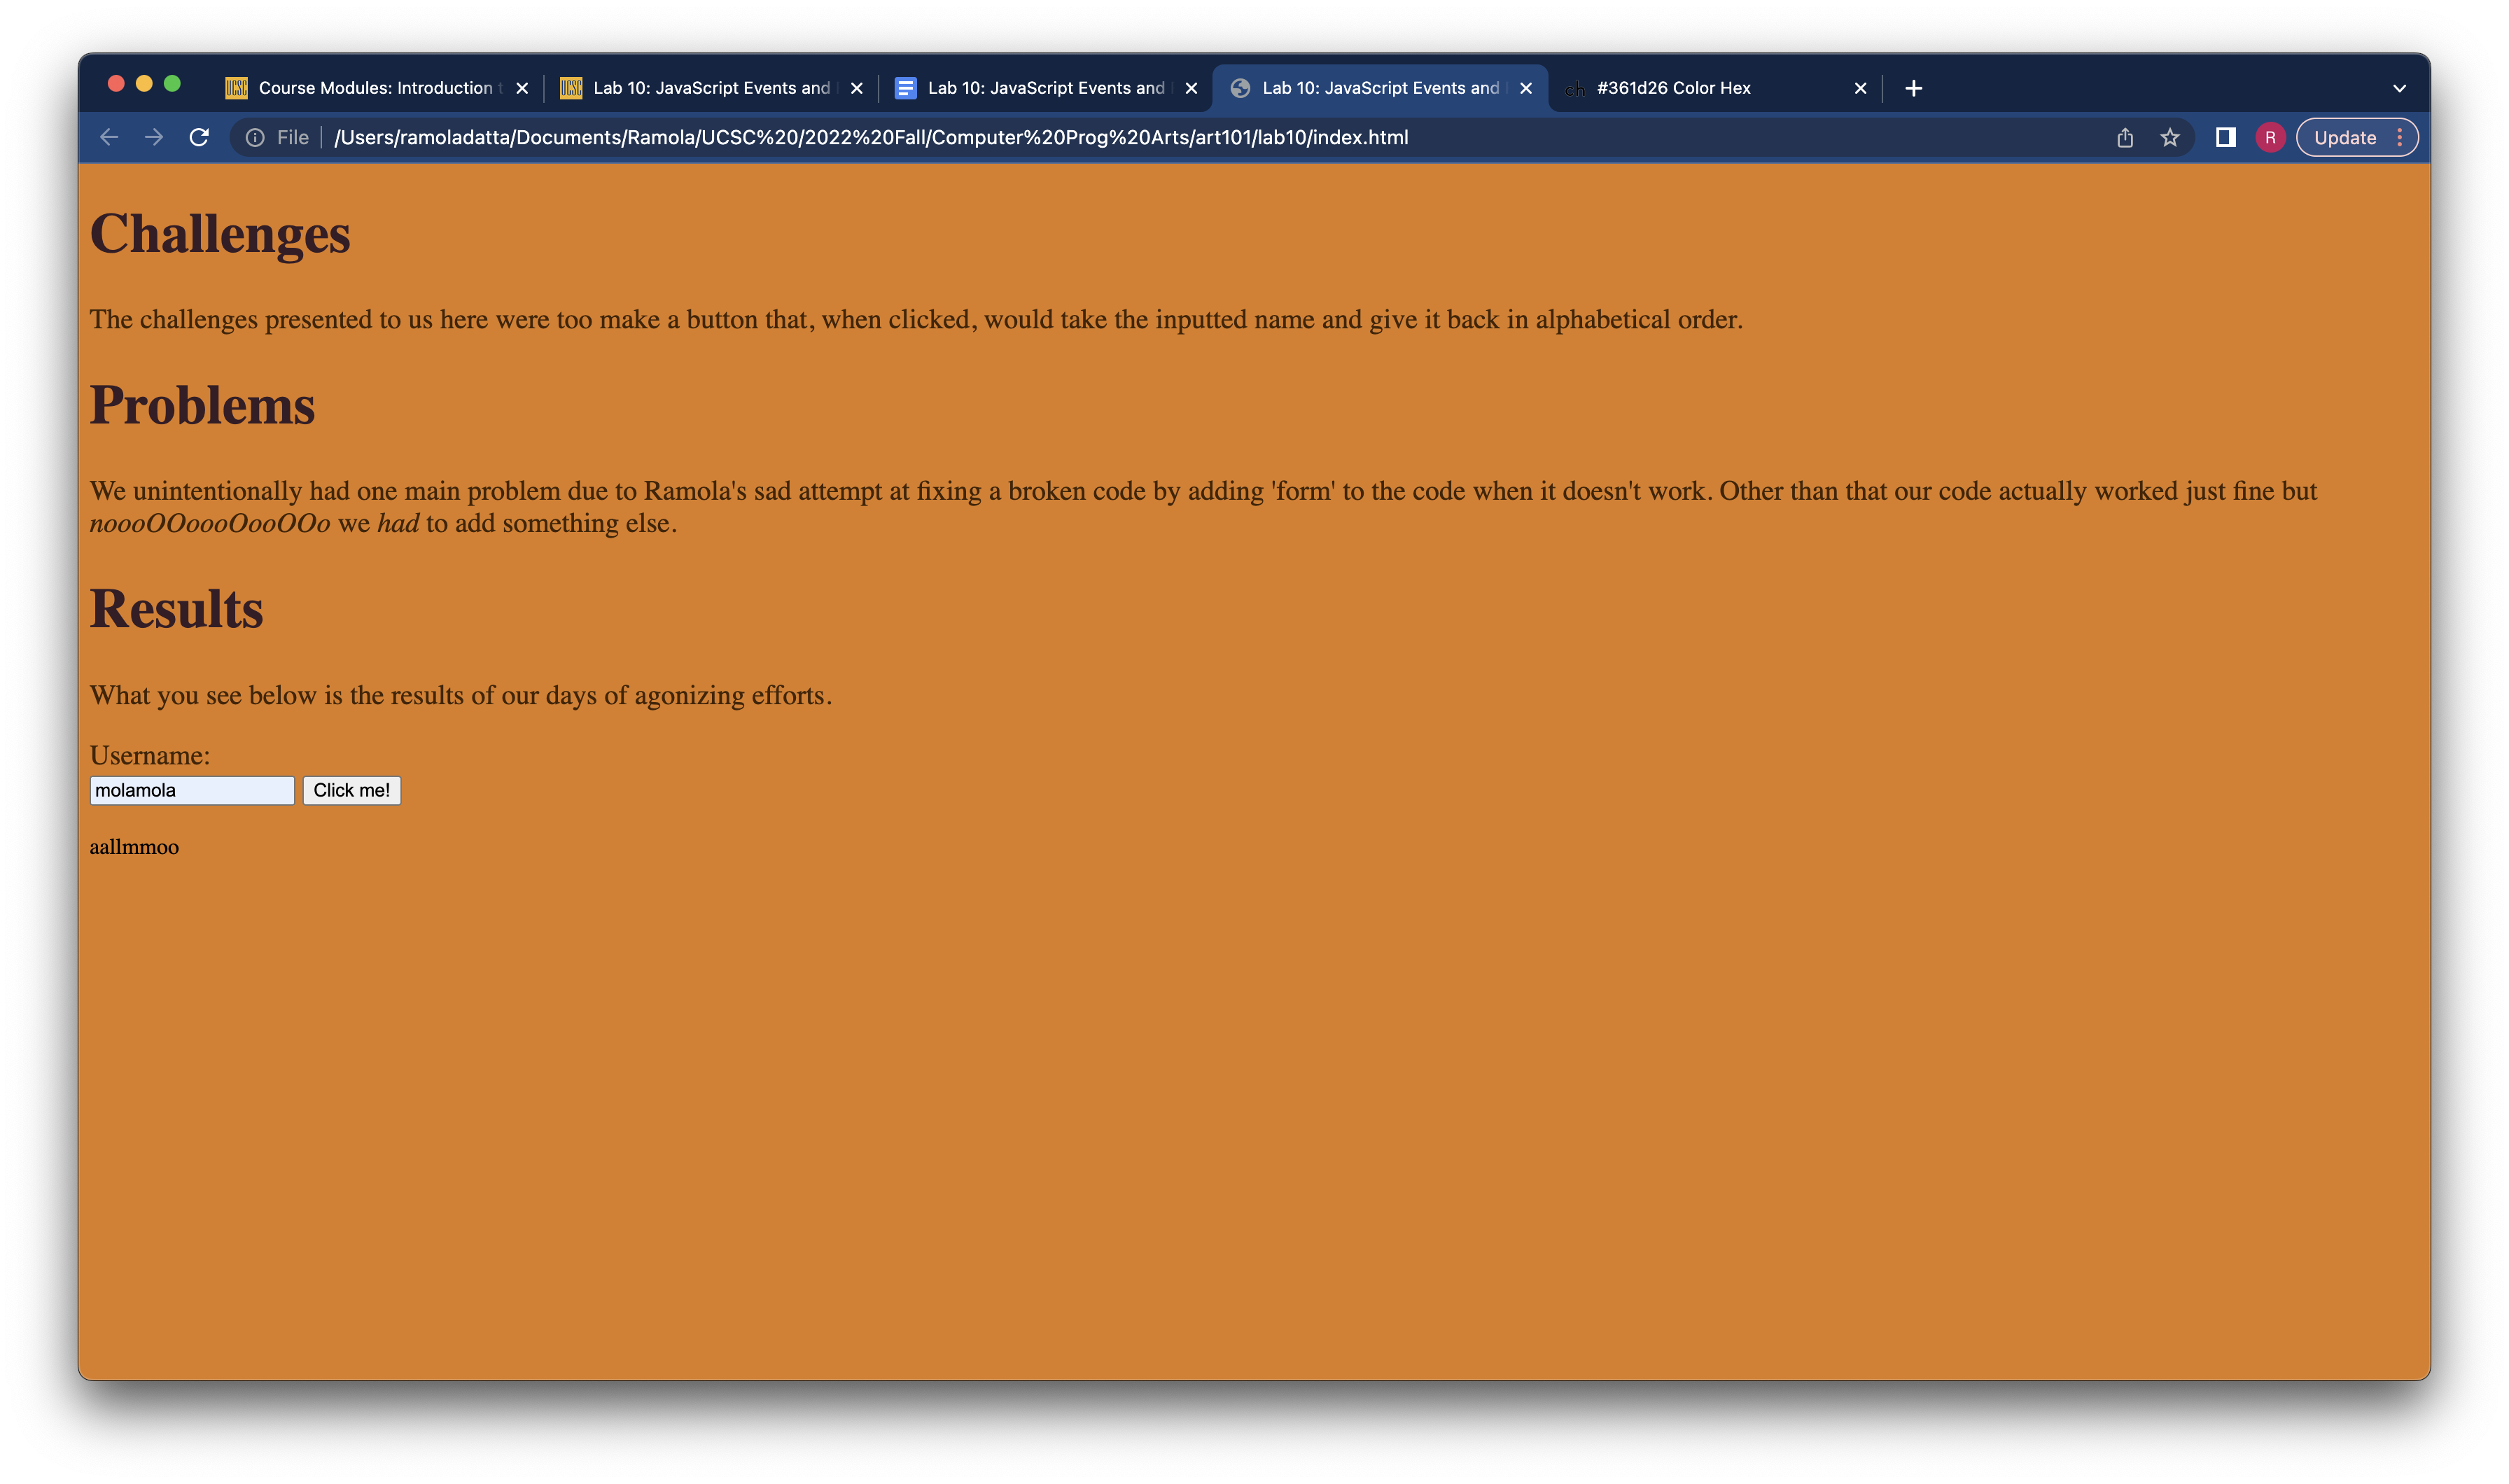 UCSC Course Modules: Introduction t
UCSC Lab 10: JavaScript Events and
Lab 10: JavaScript Events and
Lab 10: JavaScript Events and
ch #361d26 Color Hex
File /Users/ramoladatta/Documents/Ramola/UCSC%20/2022%20Fall/Computer%20Prog%20Arts/art101/lab10/index.html
R
Update
Challenges
The challenges presented to us here were too make a button that, when clicked, would take the inputted name and give it back in alphabetical order.
Problems
We unintentionally had one main problem due to Ramola's sad attempt at fixing a broken code by adding 'form' to the code when it doesn't work. Other than that our code actually worked just fine but
noooOOoooOooOOo we had to add something else.
Results
What you see below is the results of our days of agonizing efforts.
Username:
molamola Click me!
aallmmoo